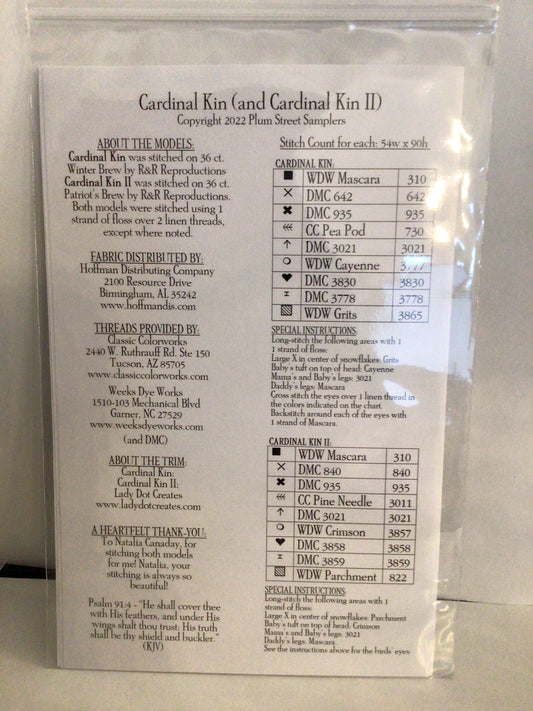 Cardinal Kin (and Cardinal Kin II)
Copyright 2022 Plum Street Samplers
ABOUT THE MODELS:
Cardinal Kin was stitched on 36 ct.
Winter Brew by R&R Reproductions
Cardinal Kin II was stitched on 36 ct.
Patriot's Brew by R&R Reproductions.
Both models were stitched using 1
strand of floss over 2 linen threads,
except where noted.
FABRIC DISTRIBUTED BY:
Hoffman Distributing Company
2100 Resource Drive
Birmingham, AL 35242
www.hoffmandis.com
THREADS PROVIDED BY:
Classic Colorworks
2440 W. Ruthrauff Rd. Ste 150
Tucson, AZ 85705
www.classiccolorworks.com
Weeks Dye Works
1510-103 Mechanical Blvd
Garner, NC 27529
www.weeksdyeworks.com
(and DMC)
ABOUT THE TRIM:
Cardinal Kin:
Cardinal Kin II:
Lady Dot Creates
www.ladydotcreates.com
A HEARTFELT THANK-YOU:
To Natalia Canaday, for
stitching both models
for me! Natalia, your
stitching is always so
beautiful!
Psalm 91:4 - "He shall cover thee
with His feathers, and under His
wings shalt thou trust: His truth
shall be thy shield and buckler."
(KJV)
Stitch Count for each: 54w x 90h
CARDINAL KIN:
WDW Mascara 310
DMC 642 642
DMC 935 935
CC Pea Pod 730
DMC 3021 3021
WDW Cayenne
DMC 3830 3830
DMC 3778 3778
WDW Grits 3865
SPECIAL INSTRUCTIONS:
Long-stitch the following areas with 1
1 strand of floss:
Large X in center of snowflakes: Grits
Baby's tuft on top of head: Cayenne
Mama's and Baby's legs: 3021
Daddy's legs: Mascara
Cross stitch the eyes over 1 linen thread in
the colors indicated on the chart.
Backstitch around each of the eyes with
1 strand of Mascara.
CARDINAL KIN II:
WDW Mascara 310
DMC 840 840
DMC 935 935
CC Pine Needle 3011
DMC 3021 3021
WDW Crimson 3857
DMC 3858 3858
DMC 3859 3859
WDW Parchment 822
SPECIAL INSTRUCTIONS:
Long-stitch the following areas with 1
strand of floss:
Large X in center of snowflakes: Parchment
Baby's tuft on top of head: Crimson
Mama's and Baby's legs: 3021
Daddy's legs: Mascara.
See the instructions above for the birds' eyes.